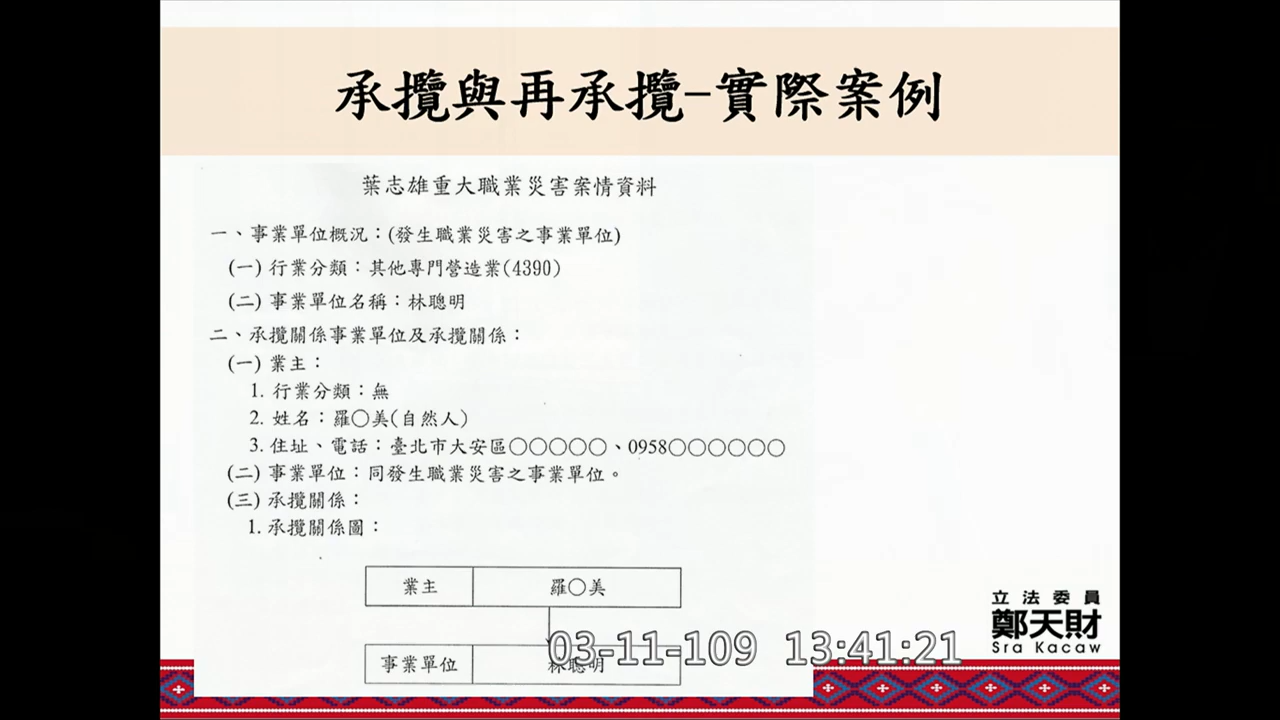 承攬與再承攬-實際案例
葉志雄重大職業災害案情資料
一、事業單位概況：(發生職業災害之事業單位)
(一) 行業分類：其他專門營造業(4390)
(二) 事業單位名稱：林聰明
二、承攬關係事業單位及承攬關係：
(一) 業主：
1. 行業分類：無
2. 姓名：羅○美(自然人)
3. 住址、電話：臺北市大安區○○○○○、0958○○○○○○
(二) 事業單位：同發生職業災害之事業單位。
(三) 承攬關係：
1. 承攬關係圖：
業主 羅○美
事業單位 林聰明
03-11-109 13:41:21
立法委員
鄭天財
Sra Kacaw